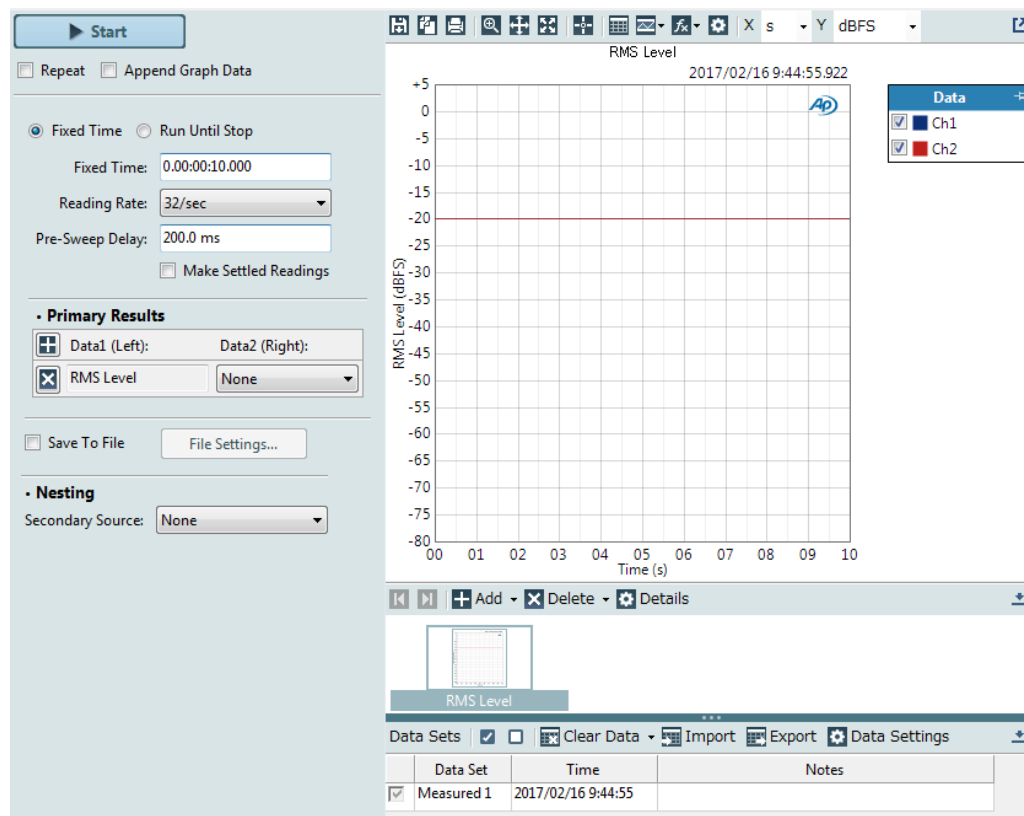 Start
Repeat Append Graph Data
Fixed Time Run Until Stop
Fixed Time: 0.00:00:10.000
Reading Rate: 32/sec
Pre-Sweep Delay: 200.0 ms
Make Settled Readings
Primary Results
Data1 (Left): Data2 (Right):
RMS Level None
Save To File File Settings...
Nesting
Secondary Source: None
X s Y dBFS
RMS Level
2017/02/16 9:44:55.922
AP
+5
0
-5
-10
-15
-20
-25
-30
-35
-40
-45
-50
-55
-60
-65
-70
-75
-80
RMS Level (dBFS)
00 01 02 03 04 05 06 07 08 09 10
Time (s)
Data
Ch1
Ch2
Add Delete Details
RMS Level
Data Sets Clear Data Import Export Data Settings
Data Set Time Notes
Measured 1 2017/02/16 9:44:55